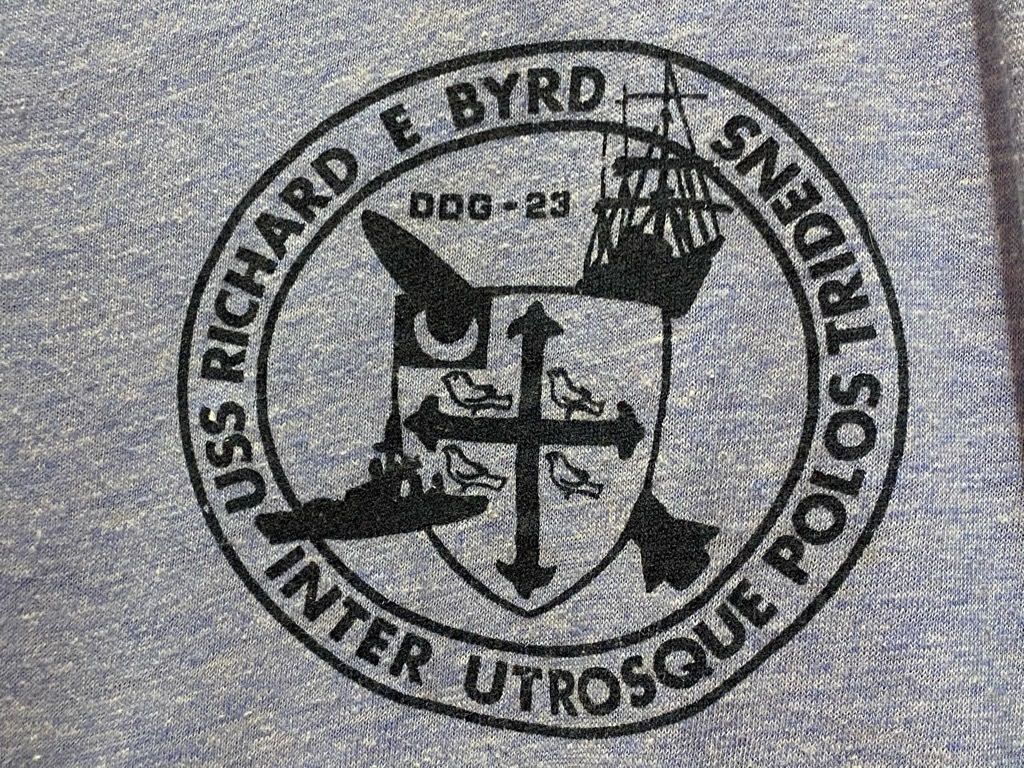 USS RICHARD E BYRD
DDG-23
INTER UTROSQUE POLOS TRIDENS